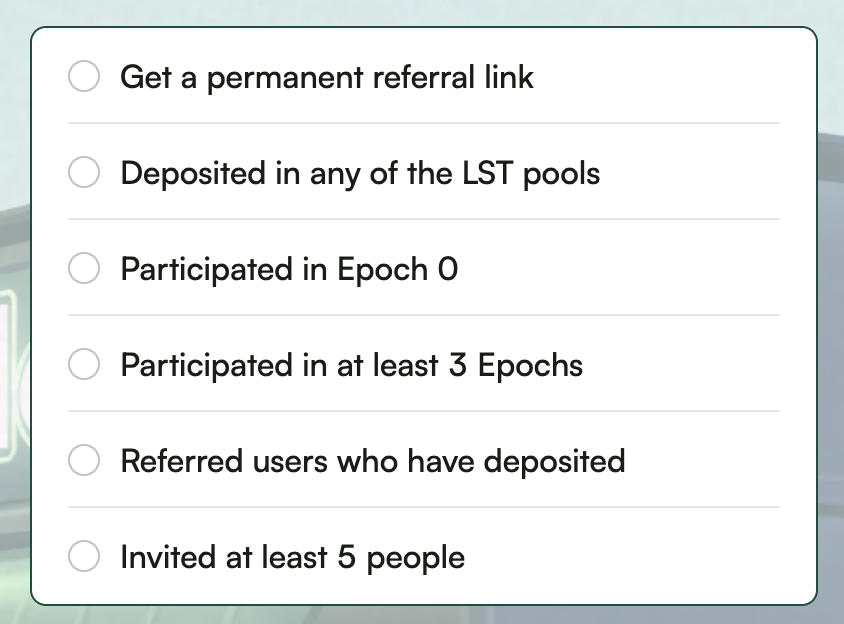 Get a permanent referral link
Deposited in any of the LST pools
Participated in Epoch 0
Participated in at least 3 Epochs
Referred users who have deposited
Invited at least 5 people